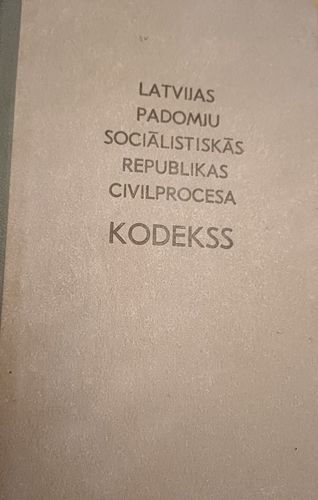 LATVIJAS
PADOMJU
SOCIĀLISTISKĀS
REPUBLIKAS
CIVILPROCESA
KODEKSS